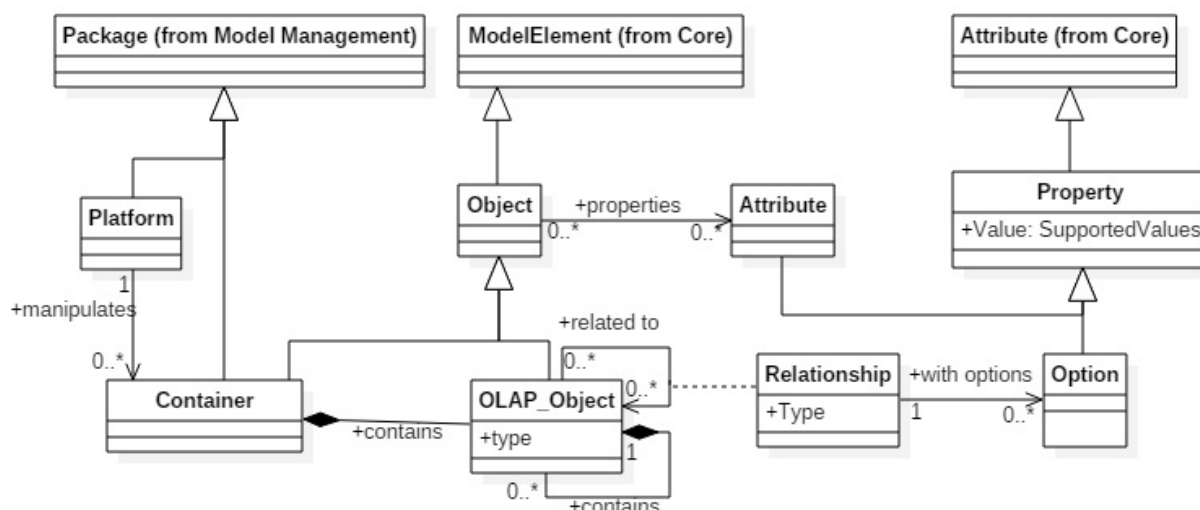 Package (from Model Management)
ModelElement (from Core)
Attribute (from Core)
Platform
Object
+properties
0..*
0..*
Attribute
Property
+Value: SupportedValues
1
+manipulates
0..*
+related to
0..*
0..*
Container
+contains
OLAP_Object
+type
1
0..*
+contains
Relationship
+Type
+with options
1
0..*
Option